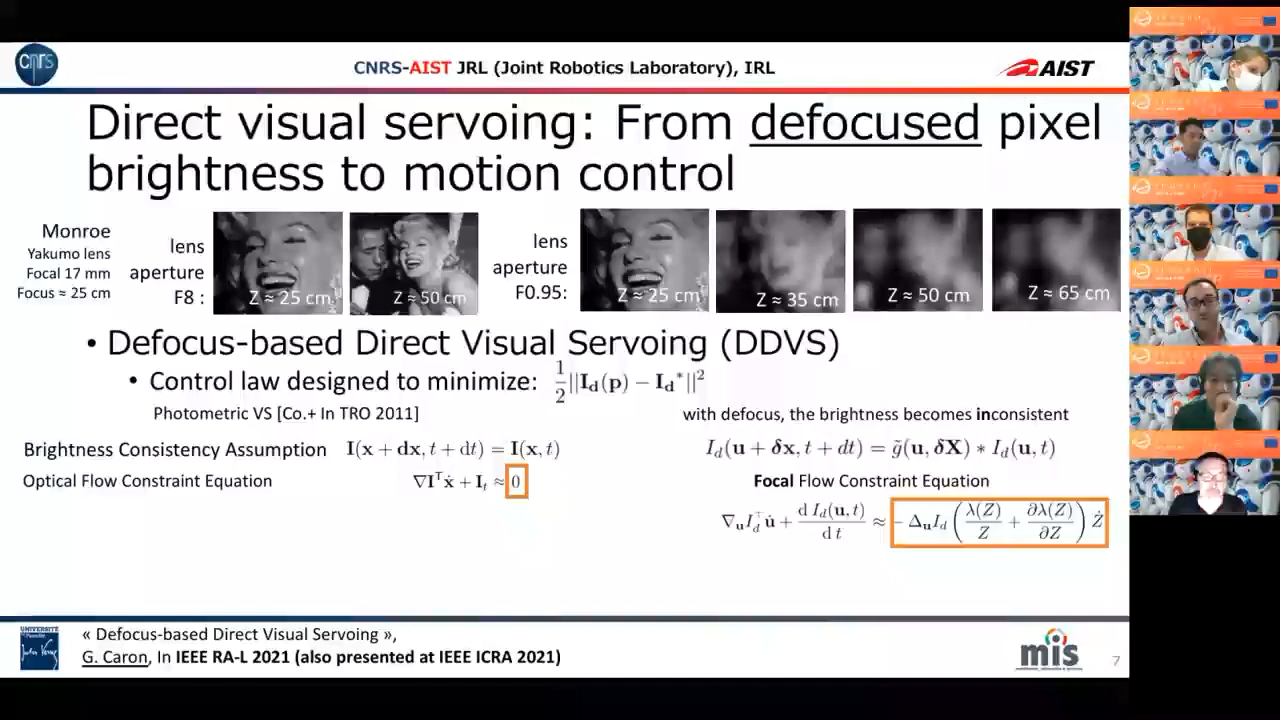 cnrs
CNRS-AIST JRL (Joint Robotics Laboratory), IRL
AIST
Direct visual servoing: From defocused pixel
brightness to motion control
Monroe
Yakumo lens
Focal 17 mm
Focus ≈ 25 cm
lens
aperture
F8 :
Z ≈ 25 cm
Z ≈ 50 cm
lens
aperture
F0.95:
Z ≈ 25 cm
Z ≈ 35 cm
Z ≈ 50 cm
Z ≈ 65 cm
• Defocus-based Direct Visual Servoing (DDVS)
• Control law designed to minimize: 1/2 ||I_d(p) − I_d*||²
Photometric VS [Co.+ In TRO 2011]
with defocus, the brightness becomes inconsistent
Brightness Consistency Assumption I(x + dx, t + dt) = I(x, t)
I_d(u + δx, t + dt) = g̃(u, δX) ∗ I_d(u, t)
Optical Flow Constraint Equation ∇I^⊤ẋ + I_t ≈ 0
Focal Flow Constraint Equation
∇_u I_d^⊤ u̇ + d I_d(u, t)/d t ≈ − Δ_u I_d (λ(Z)/Z + ∂λ(Z)/∂Z) Ż
UNIVERSITÉ
de Picardie
Jules Verne
« Defocus-based Direct Visual Servoing »,
G. Caron, In IEEE RA-L 2021 (also presented at IEEE ICRA 2021)
mis
7